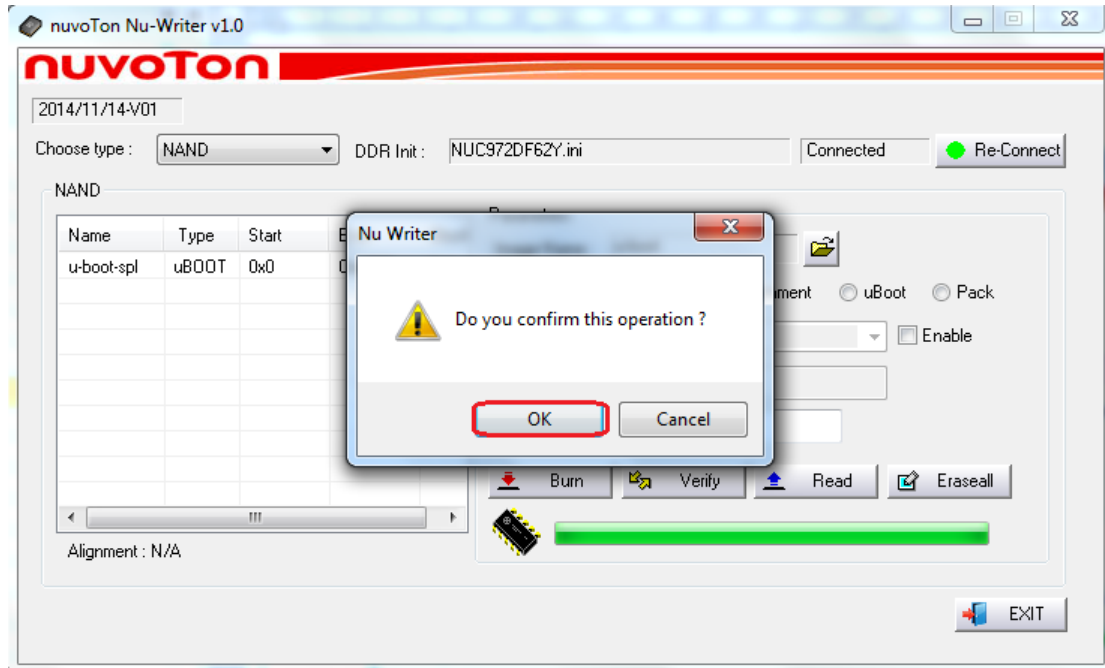 nuvoTon Nu-Writer v1.0
nuvoTon
2014/11/14-V01
Choose type : NAND DDR Init : NUC972DF62Y.ini Connected Re-Connect
NAND
Name Type Start
u-boot-spl uBOOT 0x0
Nu Writer
Do you confirm this operation ?
OK Cancel
uBoot Pack
Enable
Burn Verify Read Eraseall
Alignment : N/A
EXIT